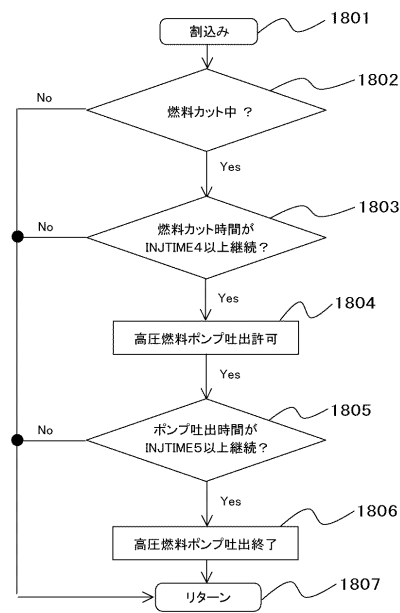 割込み
1801
1802
燃料カット中 ?
No
Yes
1803
燃料カット時間が
INJTIME4以上継続?
No
Yes
1804
高圧燃料ポンプ吐出許可
Yes
1805
ポンプ吐出時間が
INJTIME5以上継続?
No
Yes
1806
高圧燃料ポンプ吐出終了
リターン
1807